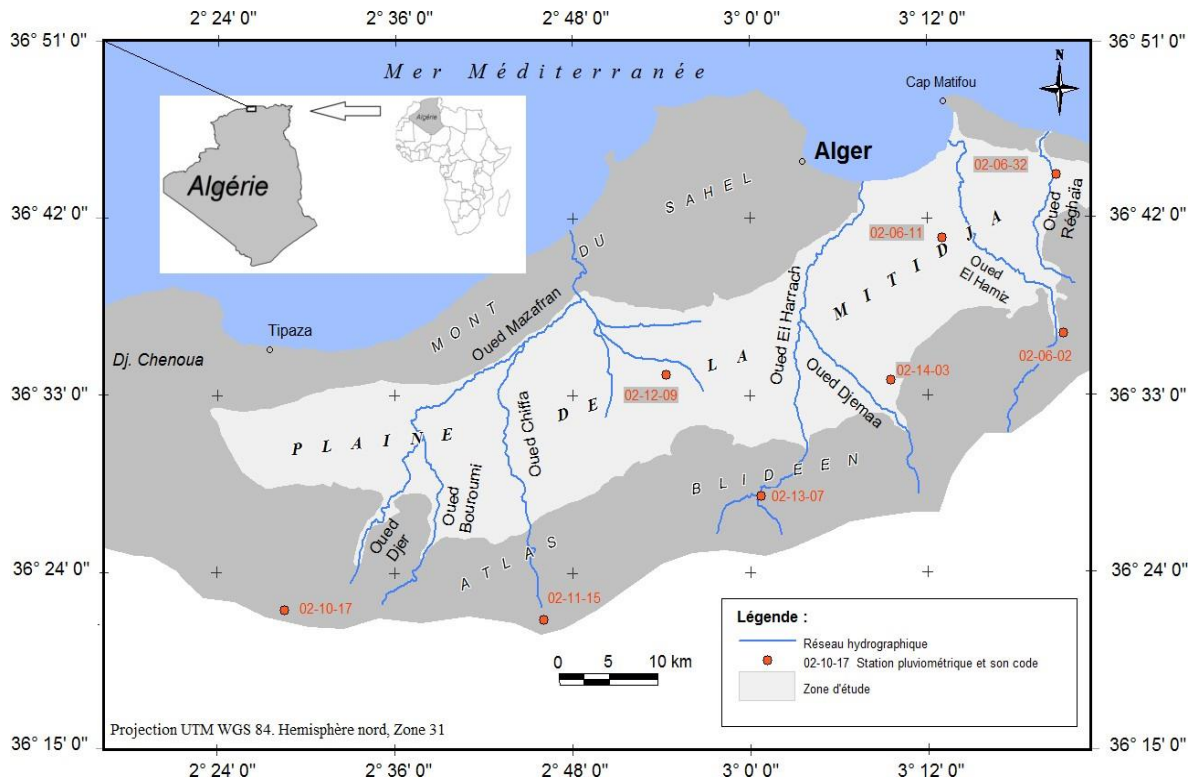 2° 24' 0"
2° 36' 0"
2° 48' 0"
3° 0' 0"
3° 12' 0"
36° 51' 0"
36° 51' 0"
Mer Méditerranée
N
Cap Matifou
Algérie
Algérie
Alger
02-06-32
SAHEL
36° 42' 0"
36° 42' 0"
Oued Réghaïa
02-06-11
DU
MITIDJA
Oued El Hamiz
Oued Mazafran
Oued El Harrach
MONT
Tipaza
02-06-02
Dj. Chenoua
LA
02-14-03
02-12-09
Oued Djemaa
36° 33' 0"
36° 33' 0"
DE
Oued Chiffa
PLAINE
BLIDEEN
Oued Bouroumi
02-13-07
Oued Djer
ATLAS
36° 24' 0"
36° 24' 0"
02-10-17
02-11-15
Légende :
Réseau hydrographique
02-10-17 Station pluviométrique et son code
Zone d'étude
0 5 10 km
Projection UTM WGS 84. Hemisphère nord, Zone 31
36° 15' 0"
36° 15' 0"
2° 24' 0"
2° 36' 0"
2° 48' 0"
3° 0' 0"
3° 12' 0"